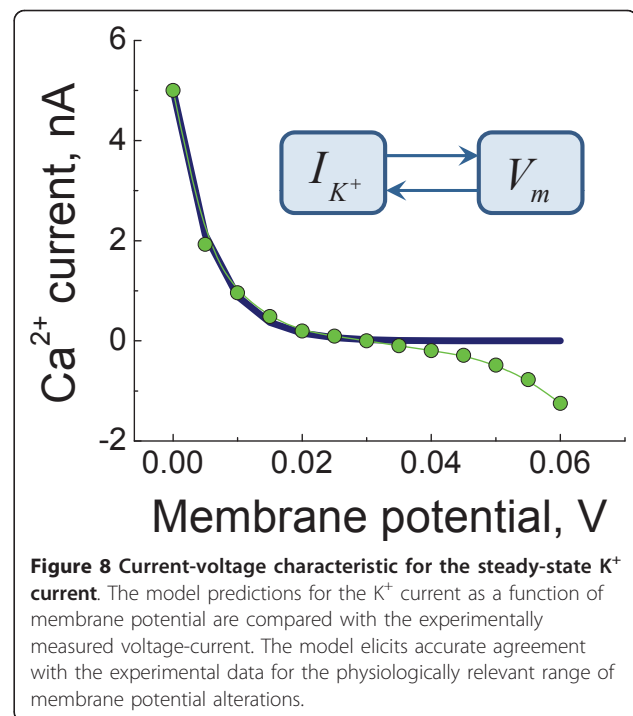 6
4
2
0
-2
Ca2+ current, nA
I K+
Vm
0.00 0.02 0.04 0.06
Membrane potential, V
Figure 8 Current-voltage characteristic for the steady-state K+
current. The model predictions for the K+ current as a function of
membrane potential are compared with the experimentally
measured voltage-current. The model elicits accurate agreement
with the experimental data for the physiologically relevant range of
membrane potential alterations.